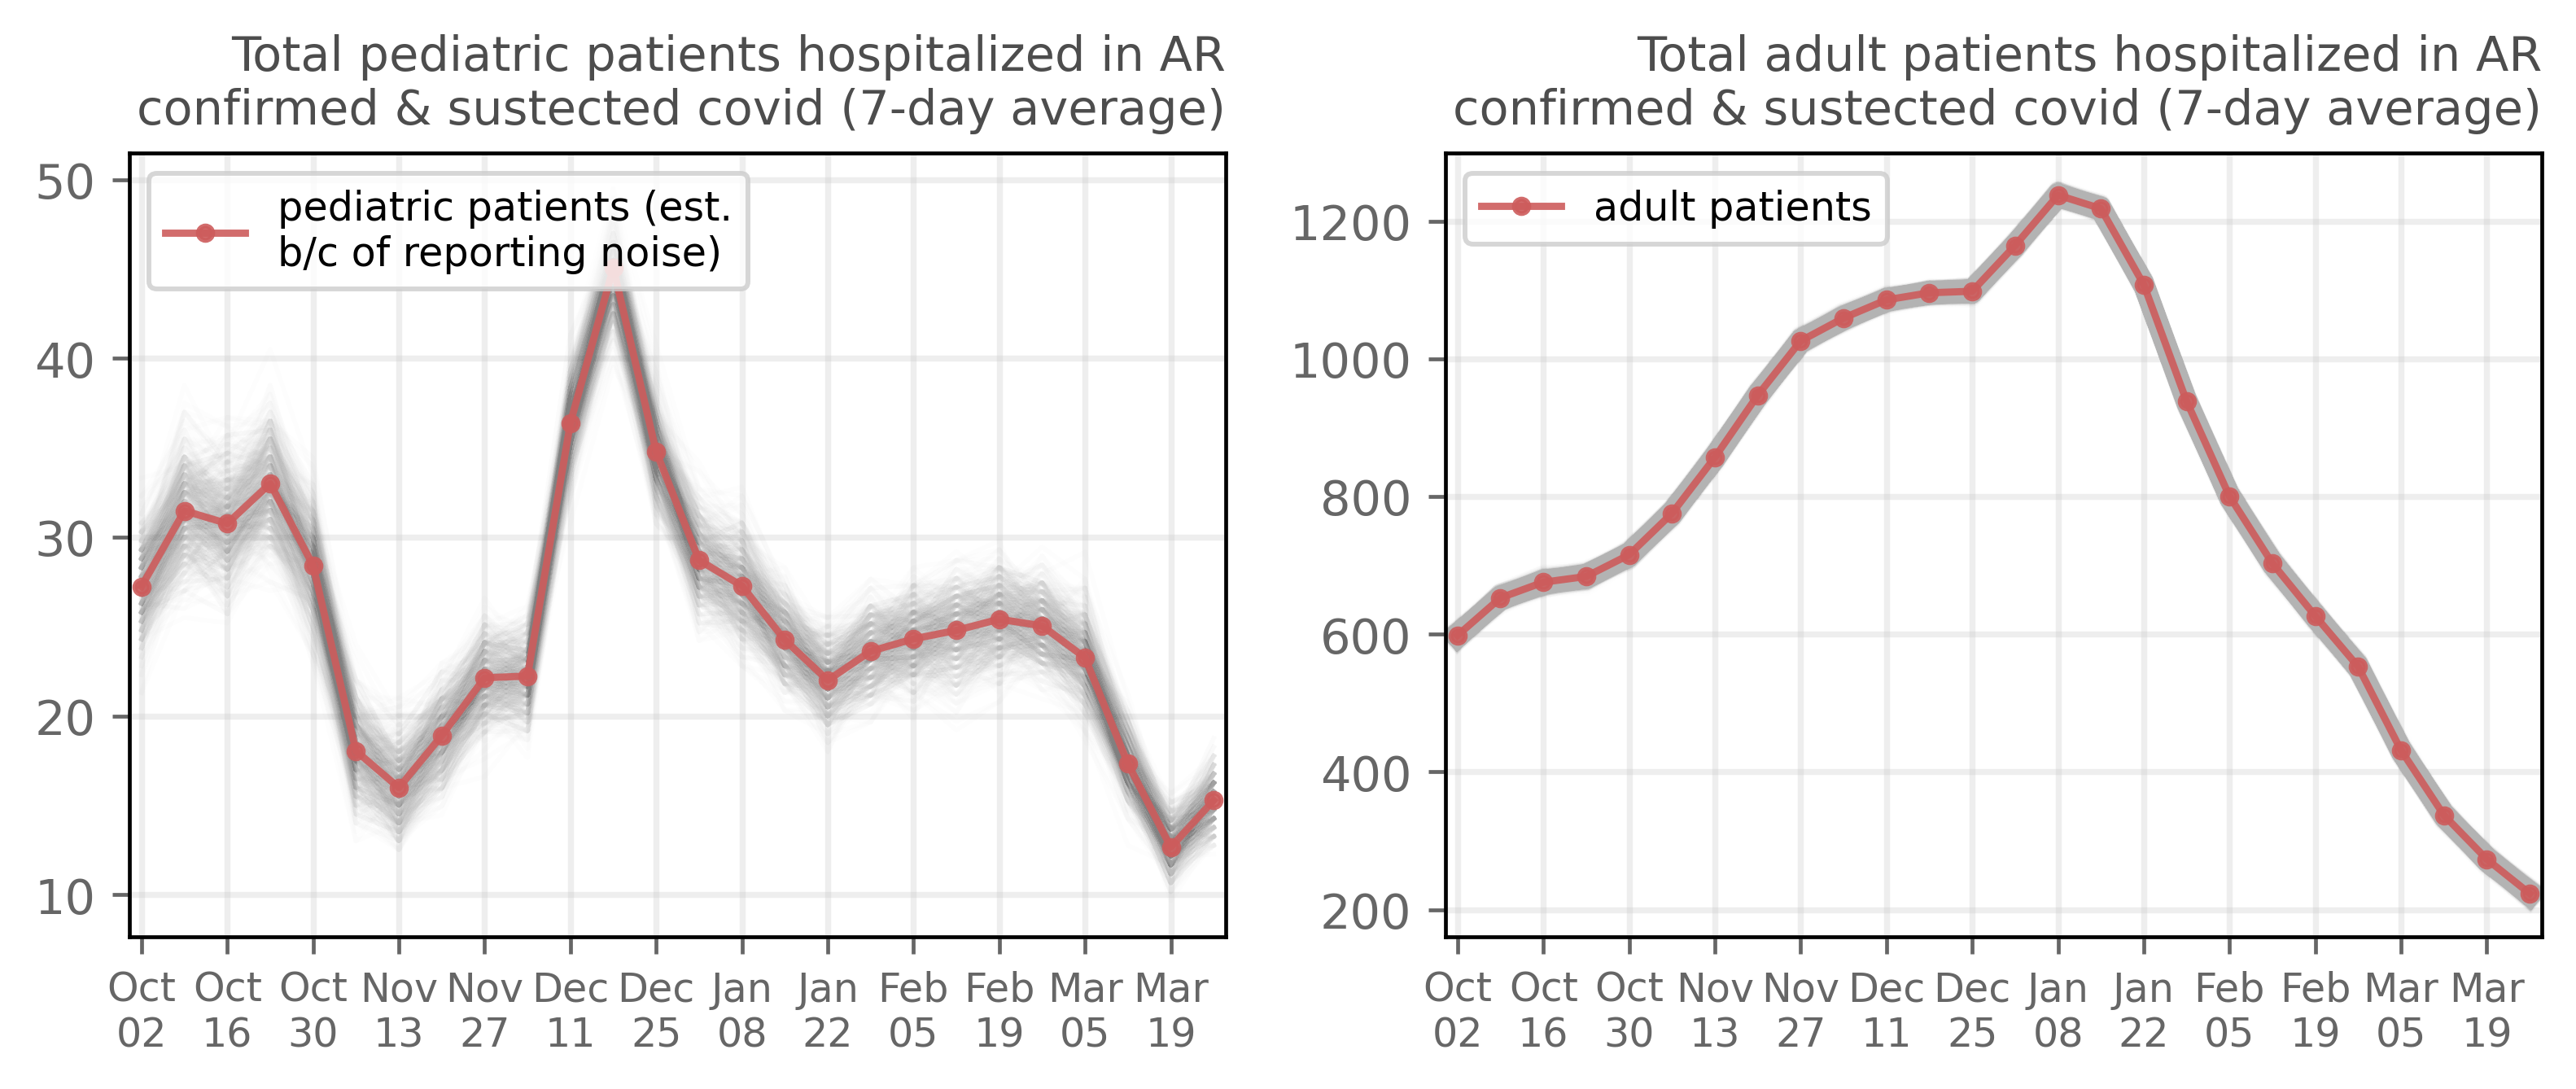 Total pediatric patients hospitalized in AR
confirmed & sustected covid (7-day average)
pediatric patients (est.
b/c of reporting noise)
50
40
30
20
10
Oct Oct Oct Nov Nov Dec Dec Jan Jan Feb Feb Mar Mar
02 16 30 13 27 11 25 08 22 05 19 05 19
Total adult patients hospitalized in AR
confirmed & sustected covid (7-day average)
adult patients
1200
1000
800
600
400
200
Oct Oct Oct Nov Nov Dec Dec Jan Jan Feb Feb Mar Mar
02 16 30 13 27 11 25 08 22 05 19 05 19